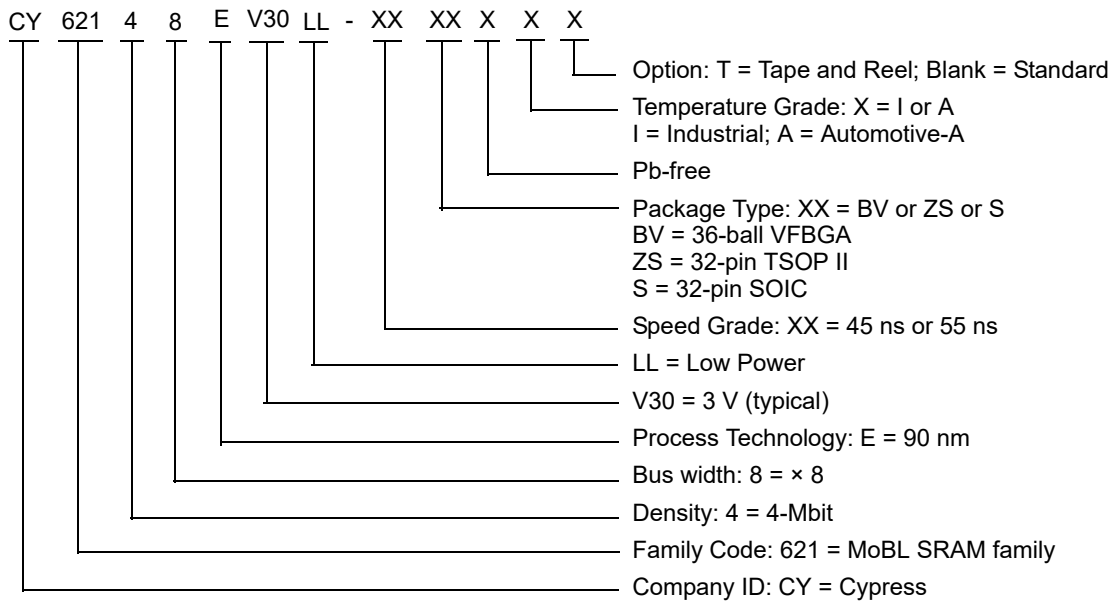 CY 621 4 8 E V30 LL - XX XX X X X
Option: T = Tape and Reel; Blank = Standard
Temperature Grade: X = I or A
I = Industrial; A = Automotive-A
Pb-free
Package Type: XX = BV or ZS or S
BV = 36-ball VFBGA
ZS = 32-pin TSOP II
S = 32-pin SOIC
Speed Grade: XX = 45 ns or 55 ns
LL = Low Power
V30 = 3 V (typical)
Process Technology: E = 90 nm
Bus width: 8 = × 8
Density: 4 = 4-Mbit
Family Code: 621 = MoBL SRAM family
Company ID: CY = Cypress